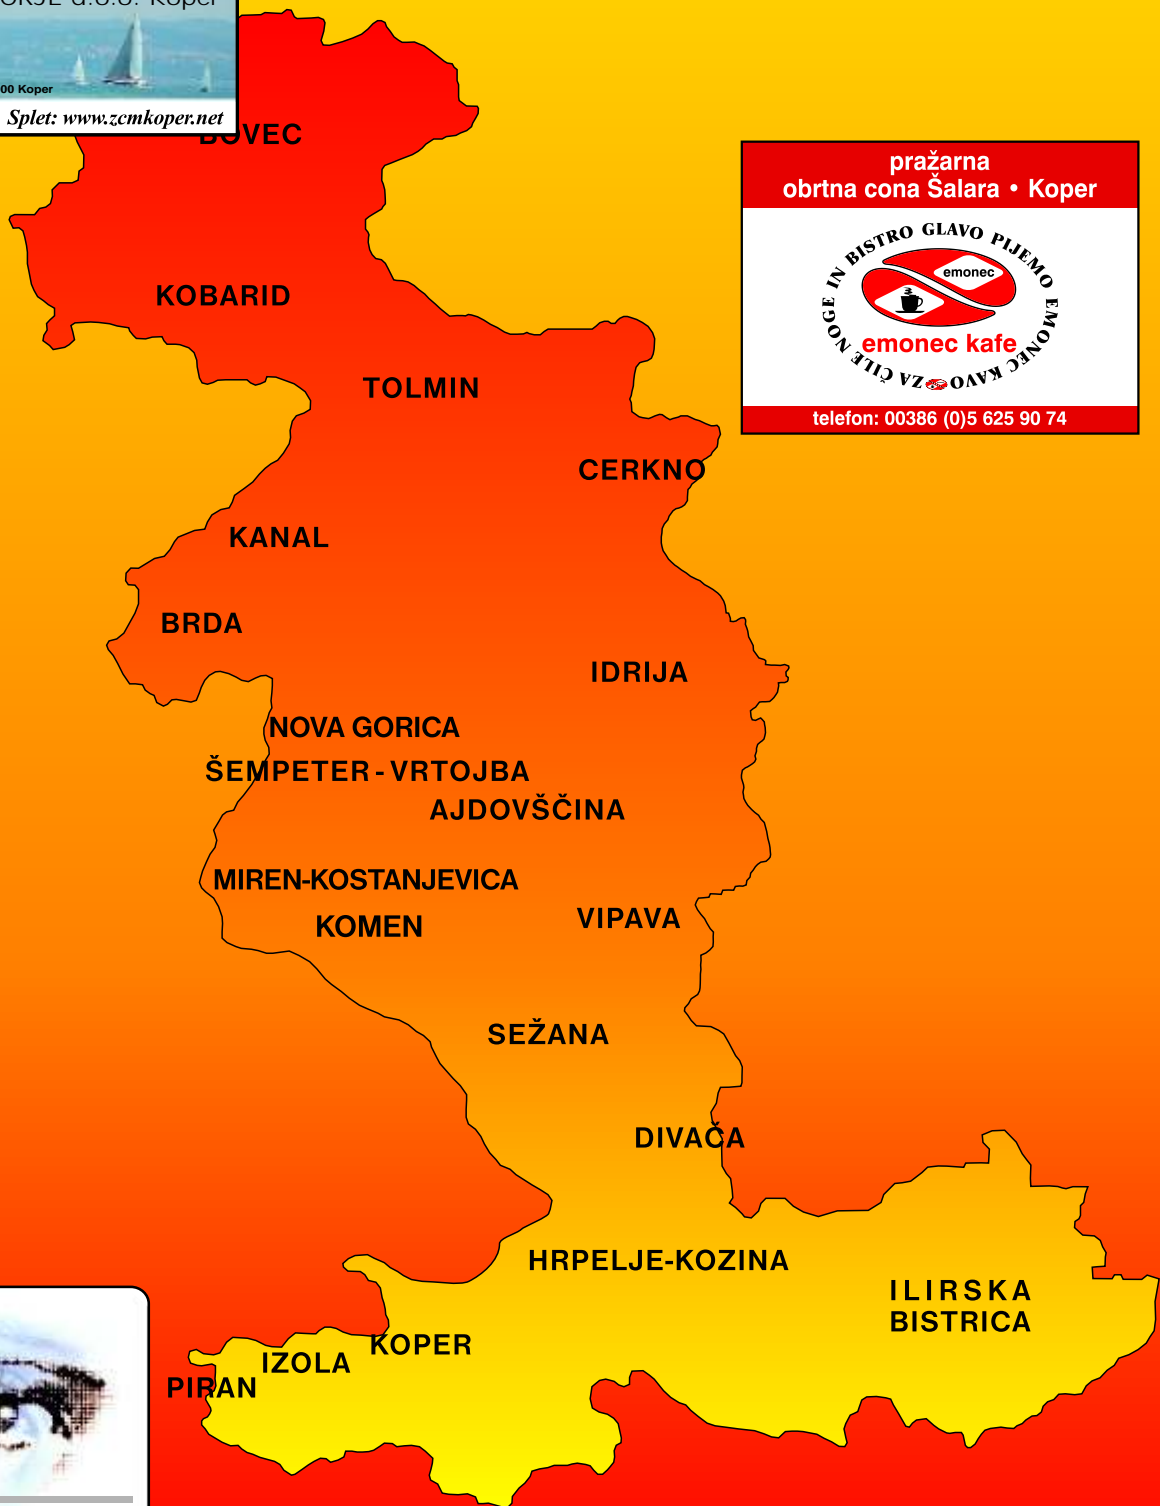 d.o.o. Koper
00 Koper
Splet: www.zcmkoper.net
BOVEC
pražarna
obrtna cona Šalara • Koper
ZA ČILE NOGE IN BISTRO GLAVO PIJEMO EMONEC KAVO
emonec
emonec kafe
telefon: 00386 (0)5 625 90 74
KOBARID
TOLMIN
CERKNO
KANAL
BRDA
IDRIJA
NOVA GORICA
ŠEMPETER - VRTOJBA
AJDOVŠČINA
MIREN-KOSTANJEVICA
KOMEN
VIPAVA
SEŽANA
DIVAČA
HRPELJE-KOZINA
ILIRSKA
BISTRICA
KOPER
IZOLA
PIRAN